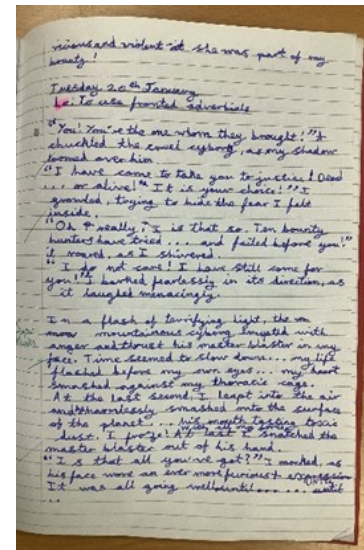 vicious and violent it she was part of my
bounty!
Tuesday 20th January
L.O: To use fronted adverbials
"You! You're the one whom they brought!"
chuckled the cruel cyborg, as my shadow
loomed over him.
"I have come to take you to justice! Dead
... or alive!" It is your choice!" I
growled, trying to hide the fear I felt
inside.
"Oh really, I is that so. Ten bounty
hunters have tried ... and failed before you!"
it roared, as I shivered.
"I do not care! I have still come for
you!" I barked fearlessly in its direction, as
it laughed menacingly.
In a flash of terrifying light, the
mountainous cyborg erupted with
anger and thrust his master blaster in my
face. Time seemed to slow down... my life
flashed before my own eyes... my heart
smashed against my thoracic cage.
At the last second, I leapt into the air
and harmlessly smashed onto the surface
of the planet ... his mouth tasting toxic
dust. I froze! At last I snatched the
master blaster out of his hand.
"Is that all you've got?" I mocked, as
his face wore an ever more furious expression
It was all going well until ...... until
...